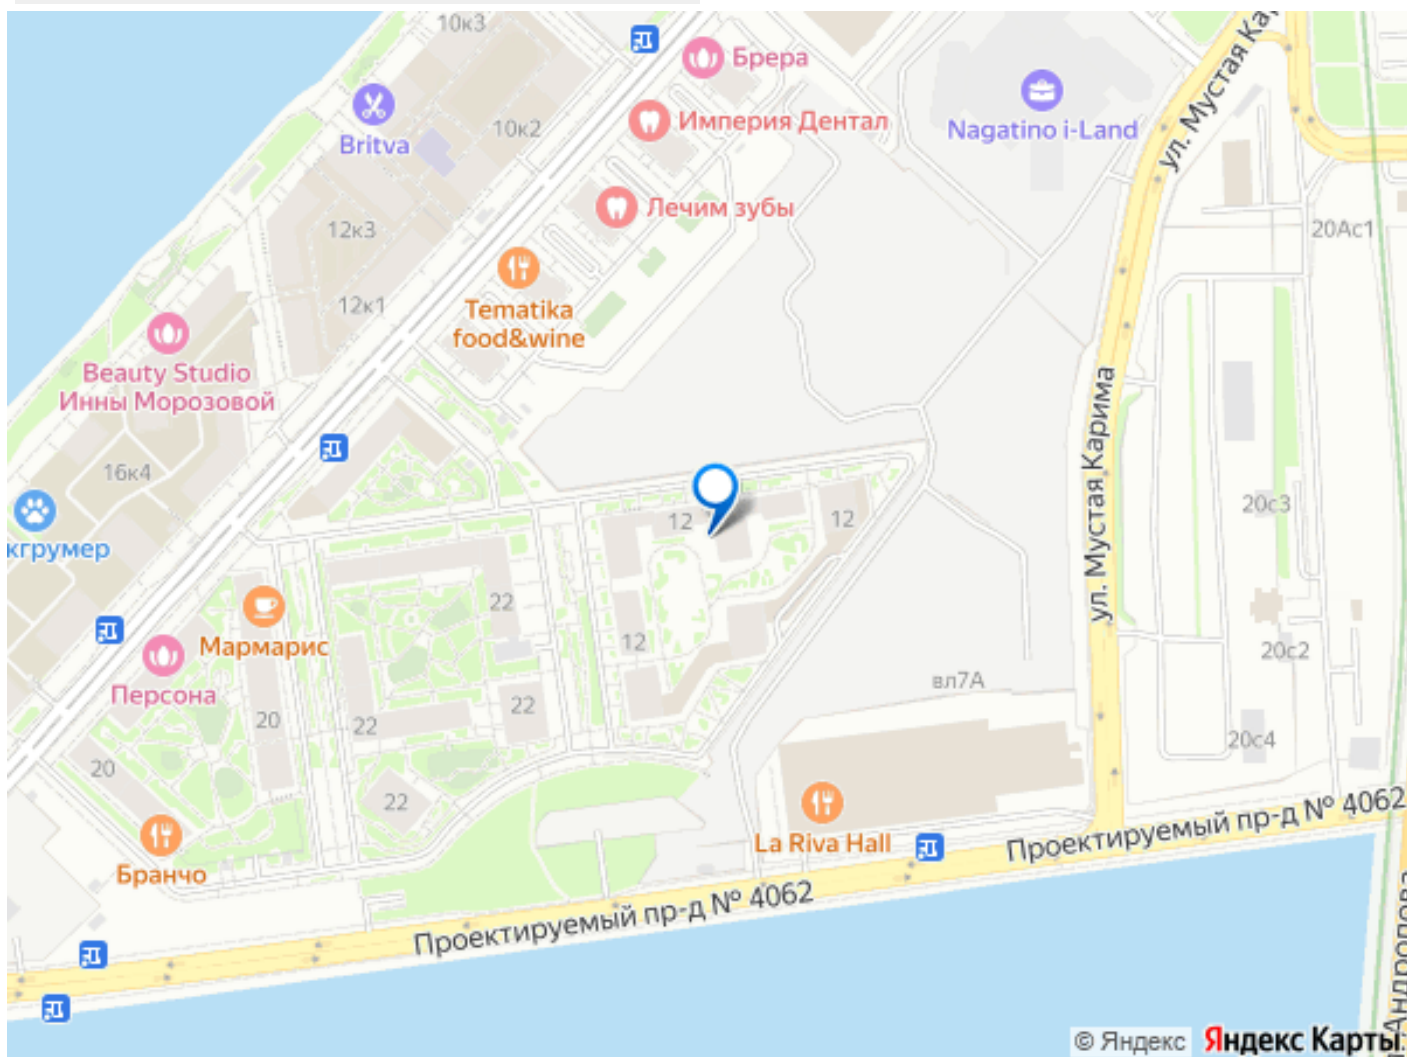 10к3
Брера
ул. Мустая Кар
Britva
10к2
Империя Дентал
Nagatino i-Land
Лечим зубы
12к3
20Ас1
12к1
Tematika
food&wine
Beauty Studio
Инны Морозовой
16к4
ул. Мустая Карима
12
12
20с3
кгрумер
22
Мармарис
12
20с2
Персона
вл7А
20
22
22
20с4
20
22
La Riva Hall
Проектируемый пр-д № 4062
Бранчо
Проектируемый пр-д № 4062
Андропова
© Яндекс Яндекс Карты